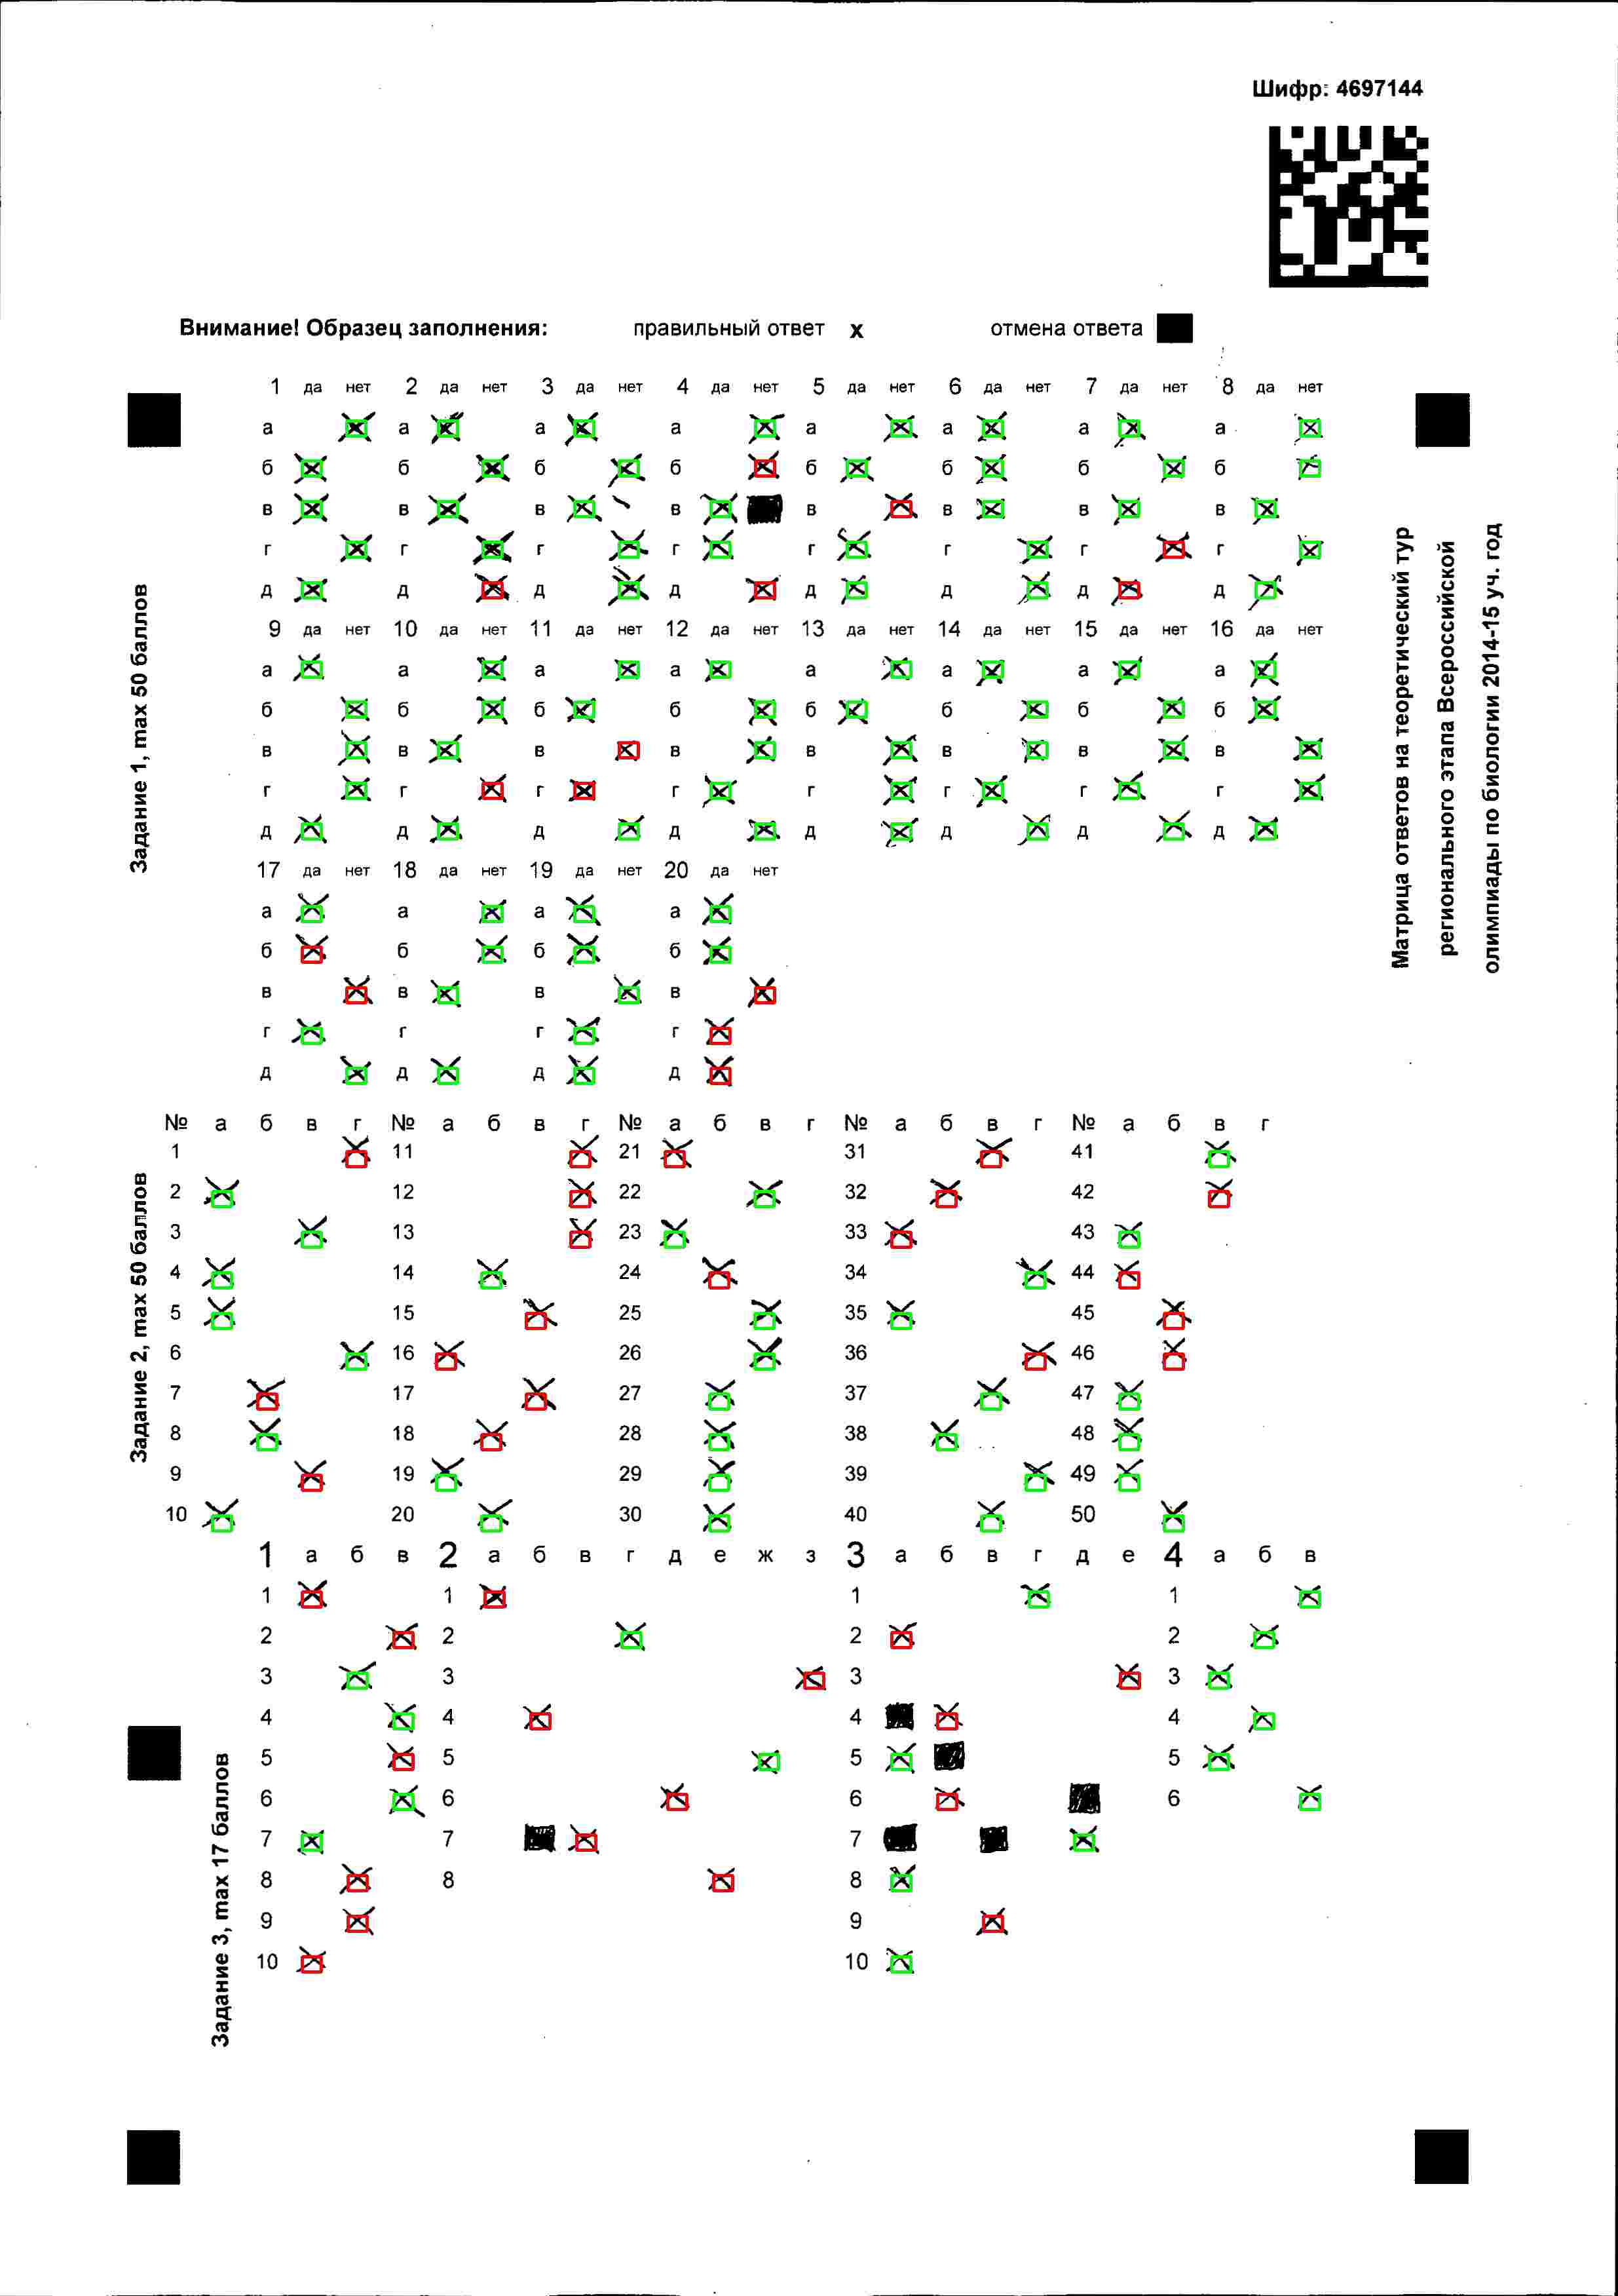 Шифр: 4697144
Внимание! Образец заполнения: правильный ответ x отмена ответа
1 да нет 2 да нет 3 да нет 4 да нет 5 да нет 6 да нет 7 да нет 8 да нет
а а а а а а а а
б б б б б б б б
в в в в в в в в
г г г г г г г г
д д д д д д д д
9 да нет 10 да нет 11 да нет 12 да нет 13 да нет 14 да нет 15 да нет 16 да нет
а а а а а а а а
б б б б б б б б
в в в в в в в в
г г г г г г г г
д д д д д д д д
17 да нет 18 да нет 19 да нет 20 да нет
а а а а
б б б б
в в в в
г г г г
д д д д
Задание 1, max 50 баллов
Матрица ответов на теоретический тур
регионального этапа Всероссийской
олимпиады по биологии 2014-15 уч. год
№ а б в г № а б в г № а б в г № а б в г № а б в г
1 11 21 31 41
2 12 22 32 42
3 13 23 33 43
4 14 24 34 44
5 15 25 35 45
6 16 26 36 46
7 17 27 37 47
8 18 28 38 48
9 19 29 39 49
10 20 30 40 50
Задание 2, max 50 баллов
1 а б в 2 а б в г д е ж з 3 а б в г д е 4 а б в
1 1 1 1
2 2 2 2
3 3 3 3
4 4 4 4
5 5 5 5
6 6 6 6
7 7 7
8 8 8
9 9
10 10
Задание 3, max 17 баллов